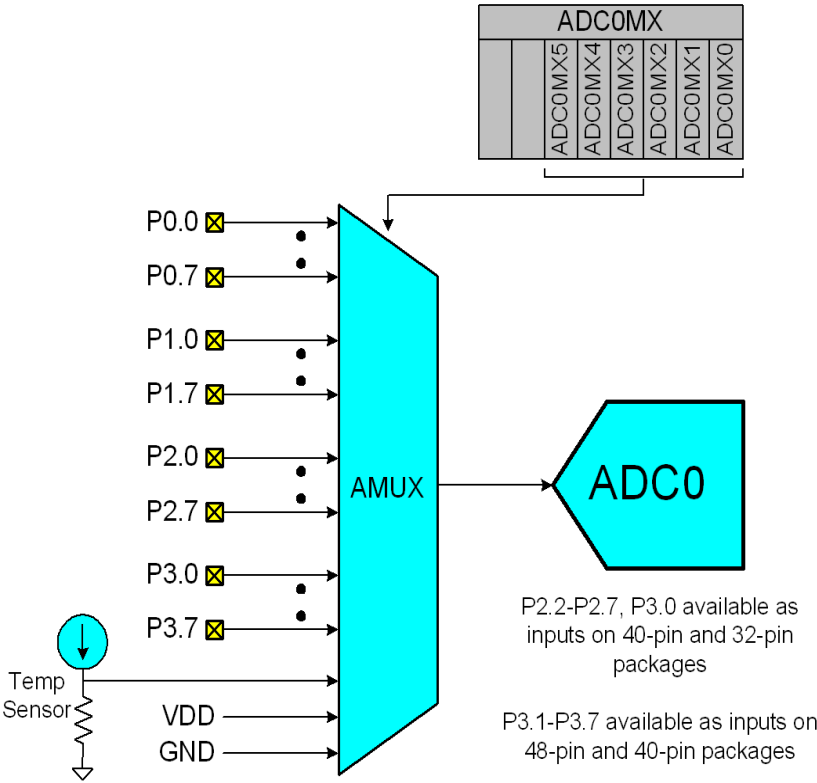 ADC0MX
ADC0MX5
ADC0MX4
ADC0MX3
ADC0MX2
ADC0MX1
ADC0MX0
P0.0
P0.7
P1.0
P1.7
P2.0
P2.7
P3.0
P3.7
AMUX
ADC0
Temp
Sensor
VDD
GND
P2.2-P2.7, P3.0 available as
inputs on 40-pin and 32-pin
packages
P3.1-P3.7 available as inputs on
48-pin and 40-pin packages